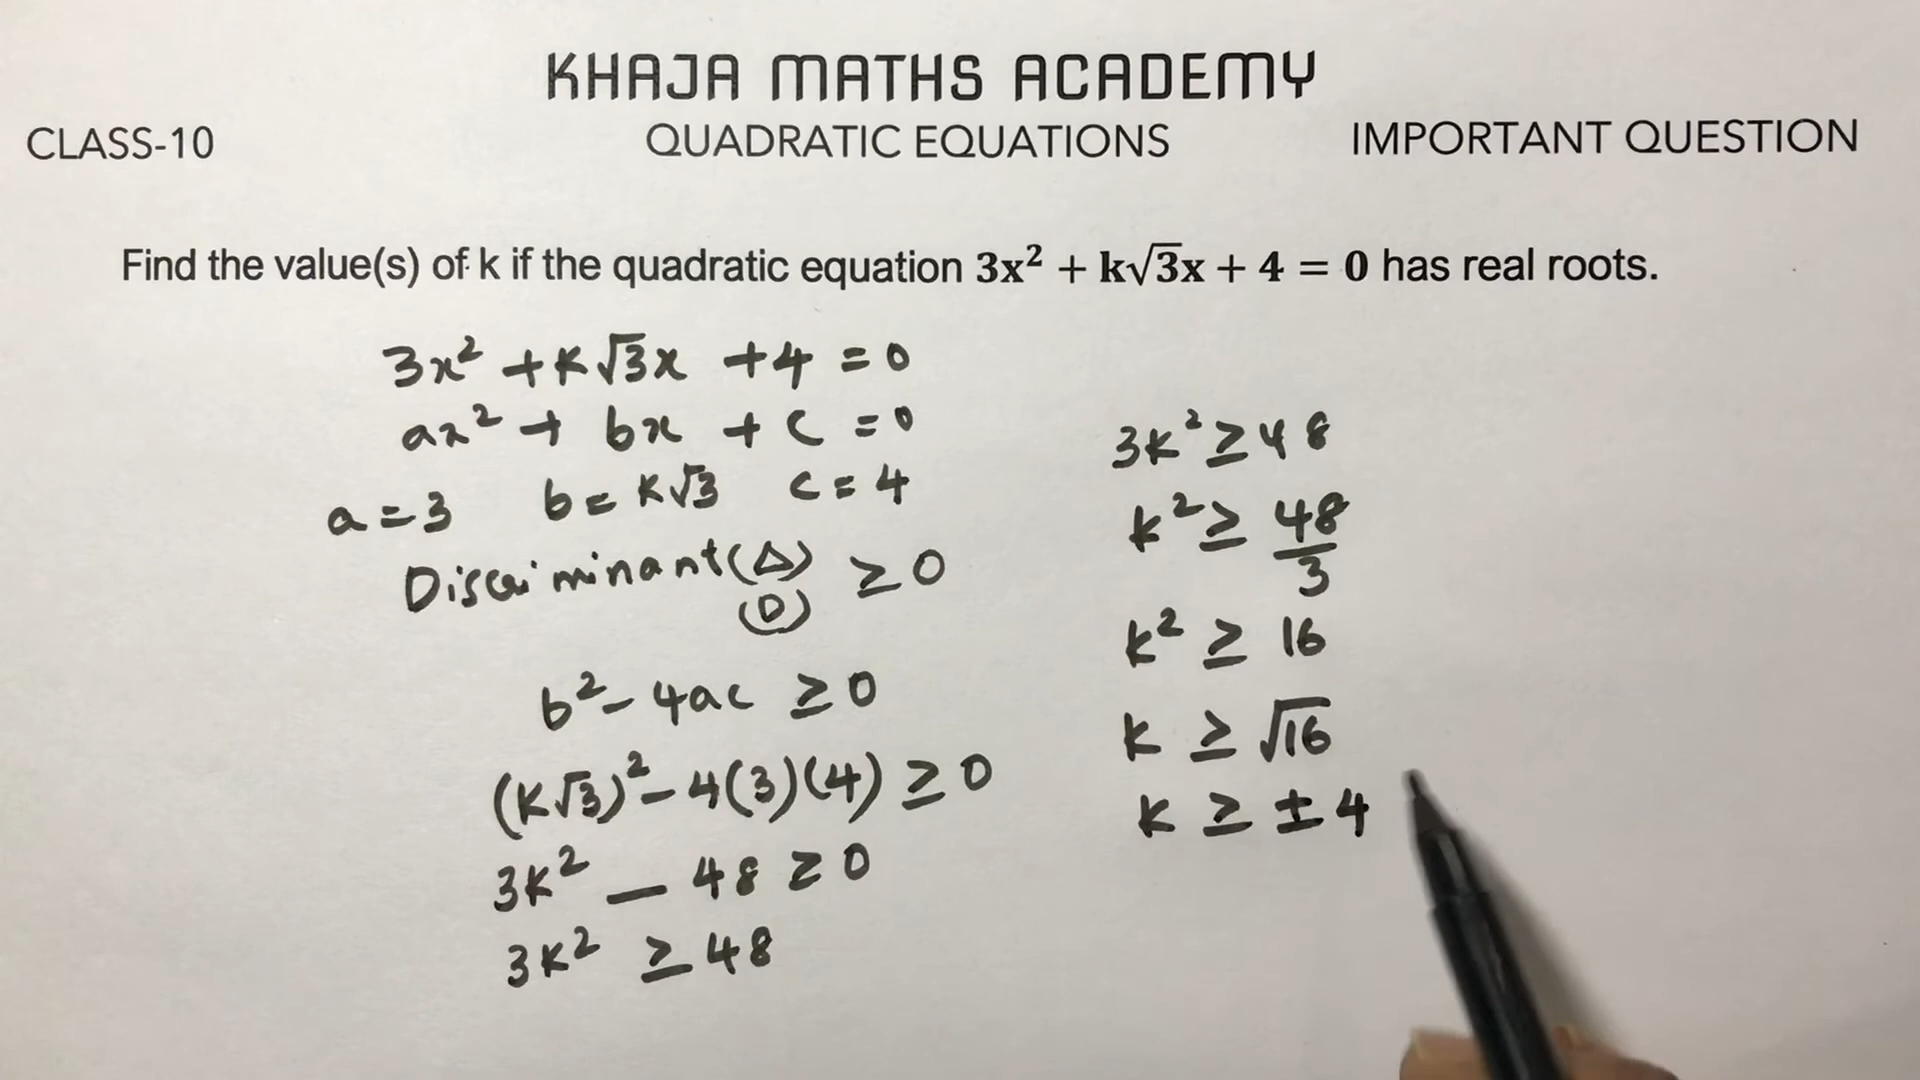 KHAJA MATHS ACADEMY
CLASS-10 QUADRATIC EQUATIONS IMPORTANT QUESTION
Find the value(s) of k if the quadratic equation 3x² + k√3x + 4 = 0 has real roots.
3x² + k√3x + 4 = 0
ax² + bx + c = 0
a = 3 b = k√3 c = 4
Discriminant (Δ) ≥ 0
(D)
b² - 4ac ≥ 0
(k√3)² - 4(3)(4) ≥ 0
3k² - 48 ≥ 0
3k² ≥ 48
3k² ≥ 48
k² ≥ 48/3
k² ≥ 16
k ≥ √16
k ≥ ± 4